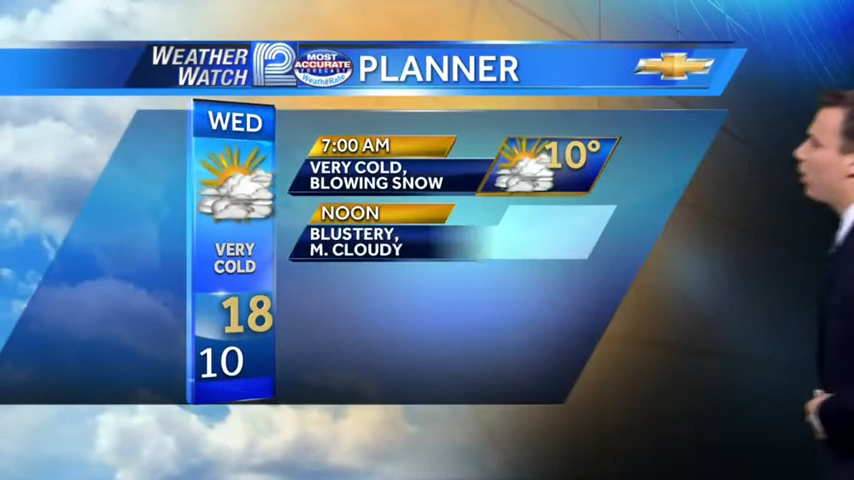 WEATHER WATCH 12 MOST ACCURATE FORECAST WeatheRate PLANNER
WED
VERY
COLD
18
10
7:00 AM
VERY COLD,
BLOWING SNOW
10°
NOON
BLUSTERY,
M. CLOUDY